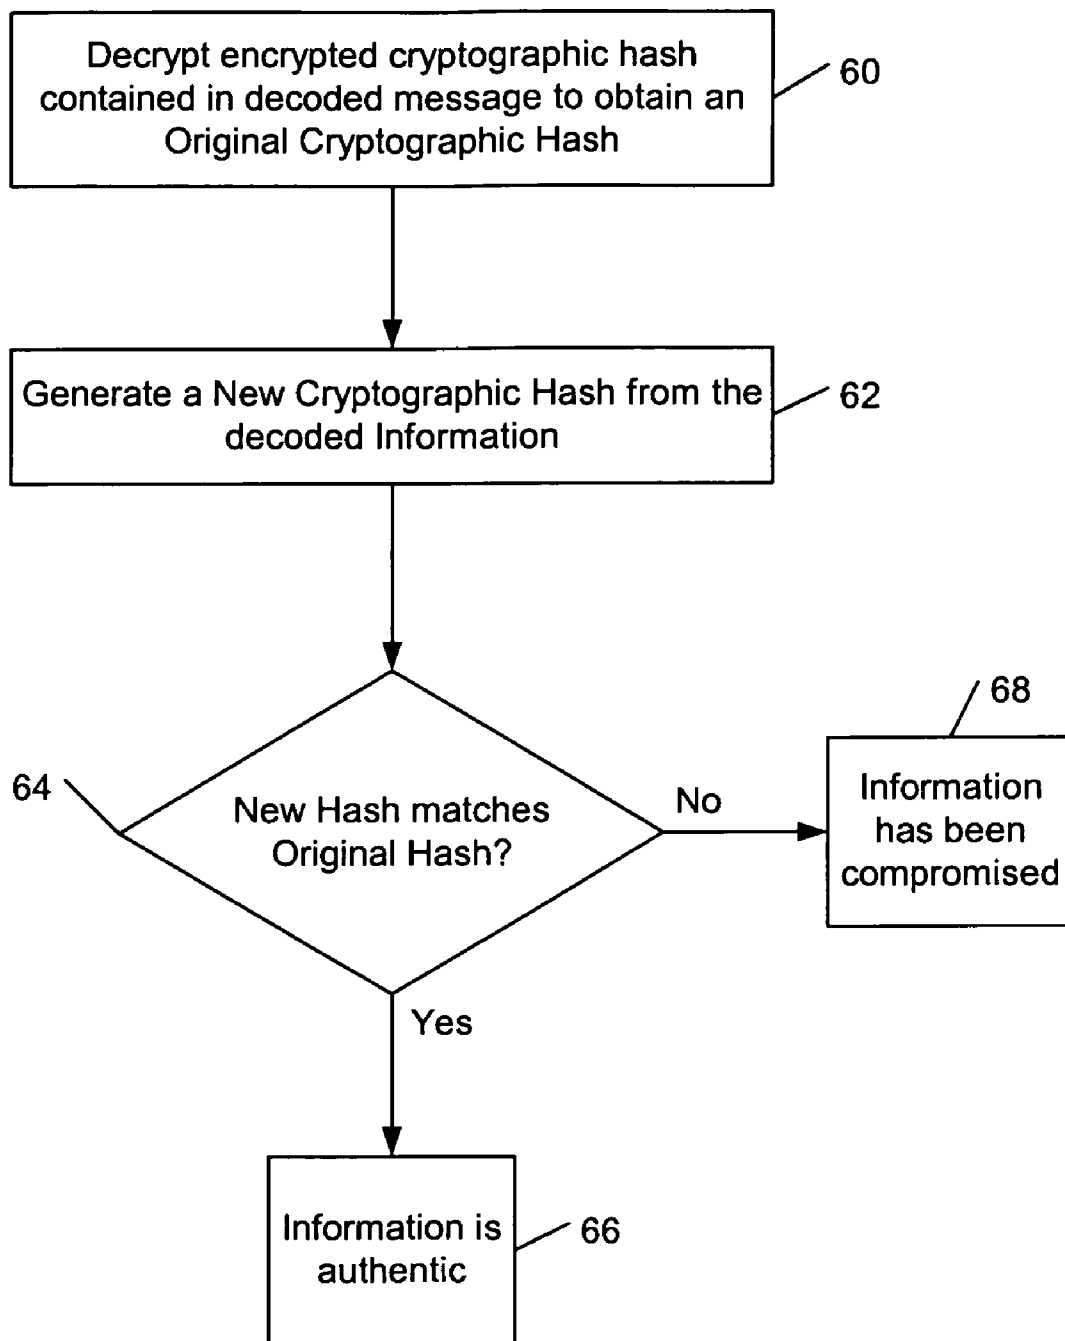 Decrypt encrypted cryptographic hash
contained in decoded message to obtain an
Original Cryptographic Hash
60
Generate a New Cryptographic Hash from the
decoded Information
62
64
New Hash matches
Original Hash?
No
68
Information
has been
compromised
Yes
Information is
authentic
66